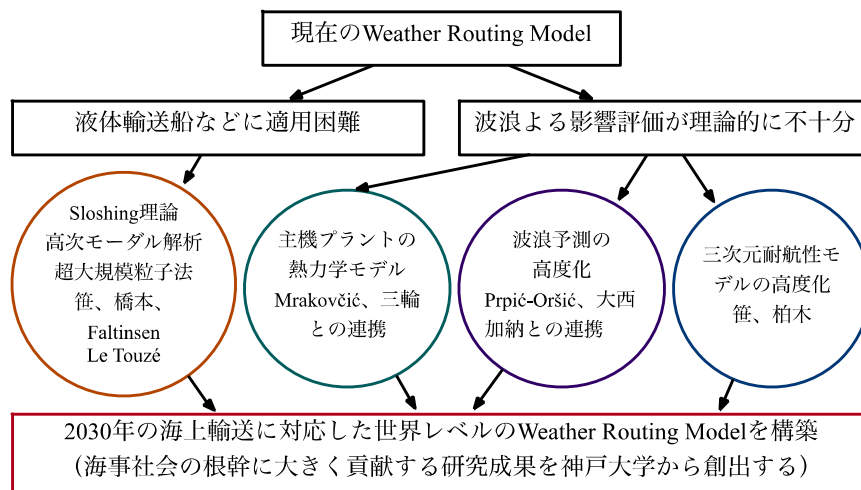 現在のWeather Routing Model
液体輸送船などに適用困難
波浪よる影響評価が理論的に不十分
Sloshing理論
高次モーダル解析
超大規模粒子法
笹、橋本、
Faltinsen
Le Touzé
主機プラントの
熱力学モデル
Mrakovčić、三輪
との連携
波浪予測の
高度化
Prpić-Oršić、大西
加納との連携
三次元耐航性モ
デルの高度化
笹、柏木
2030年の海上輸送に対応した世界レベルのWeather Routing Modelを構築
（海事社会の根幹に大きく貢献する研究成果を神戸大学から創出する）